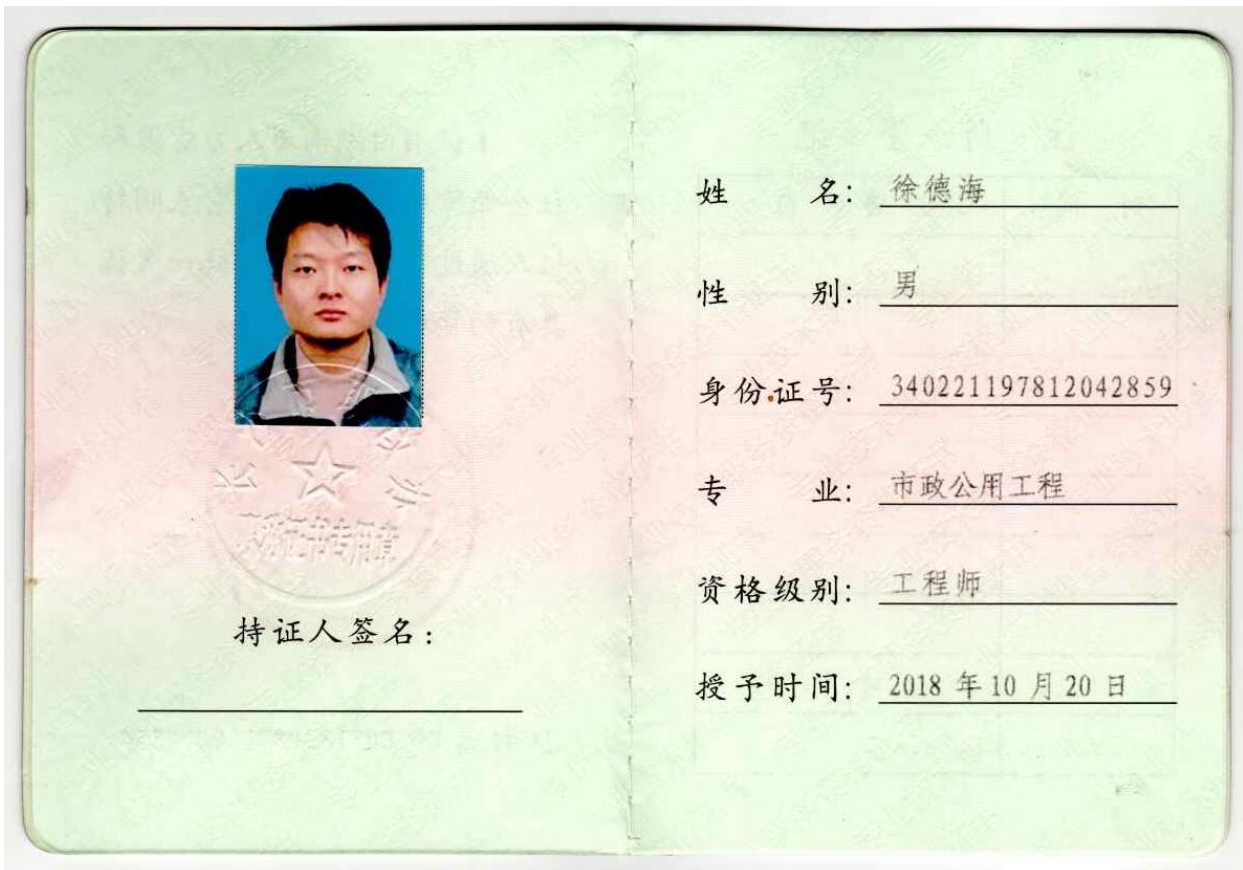 持证人签名:
姓 名: 徐德海
性 别: 男
身份证号: 340221197812042859
专 业: 市政公用工程
资格级别: 工程师
授予时间: 2018 年 10 月 20 日